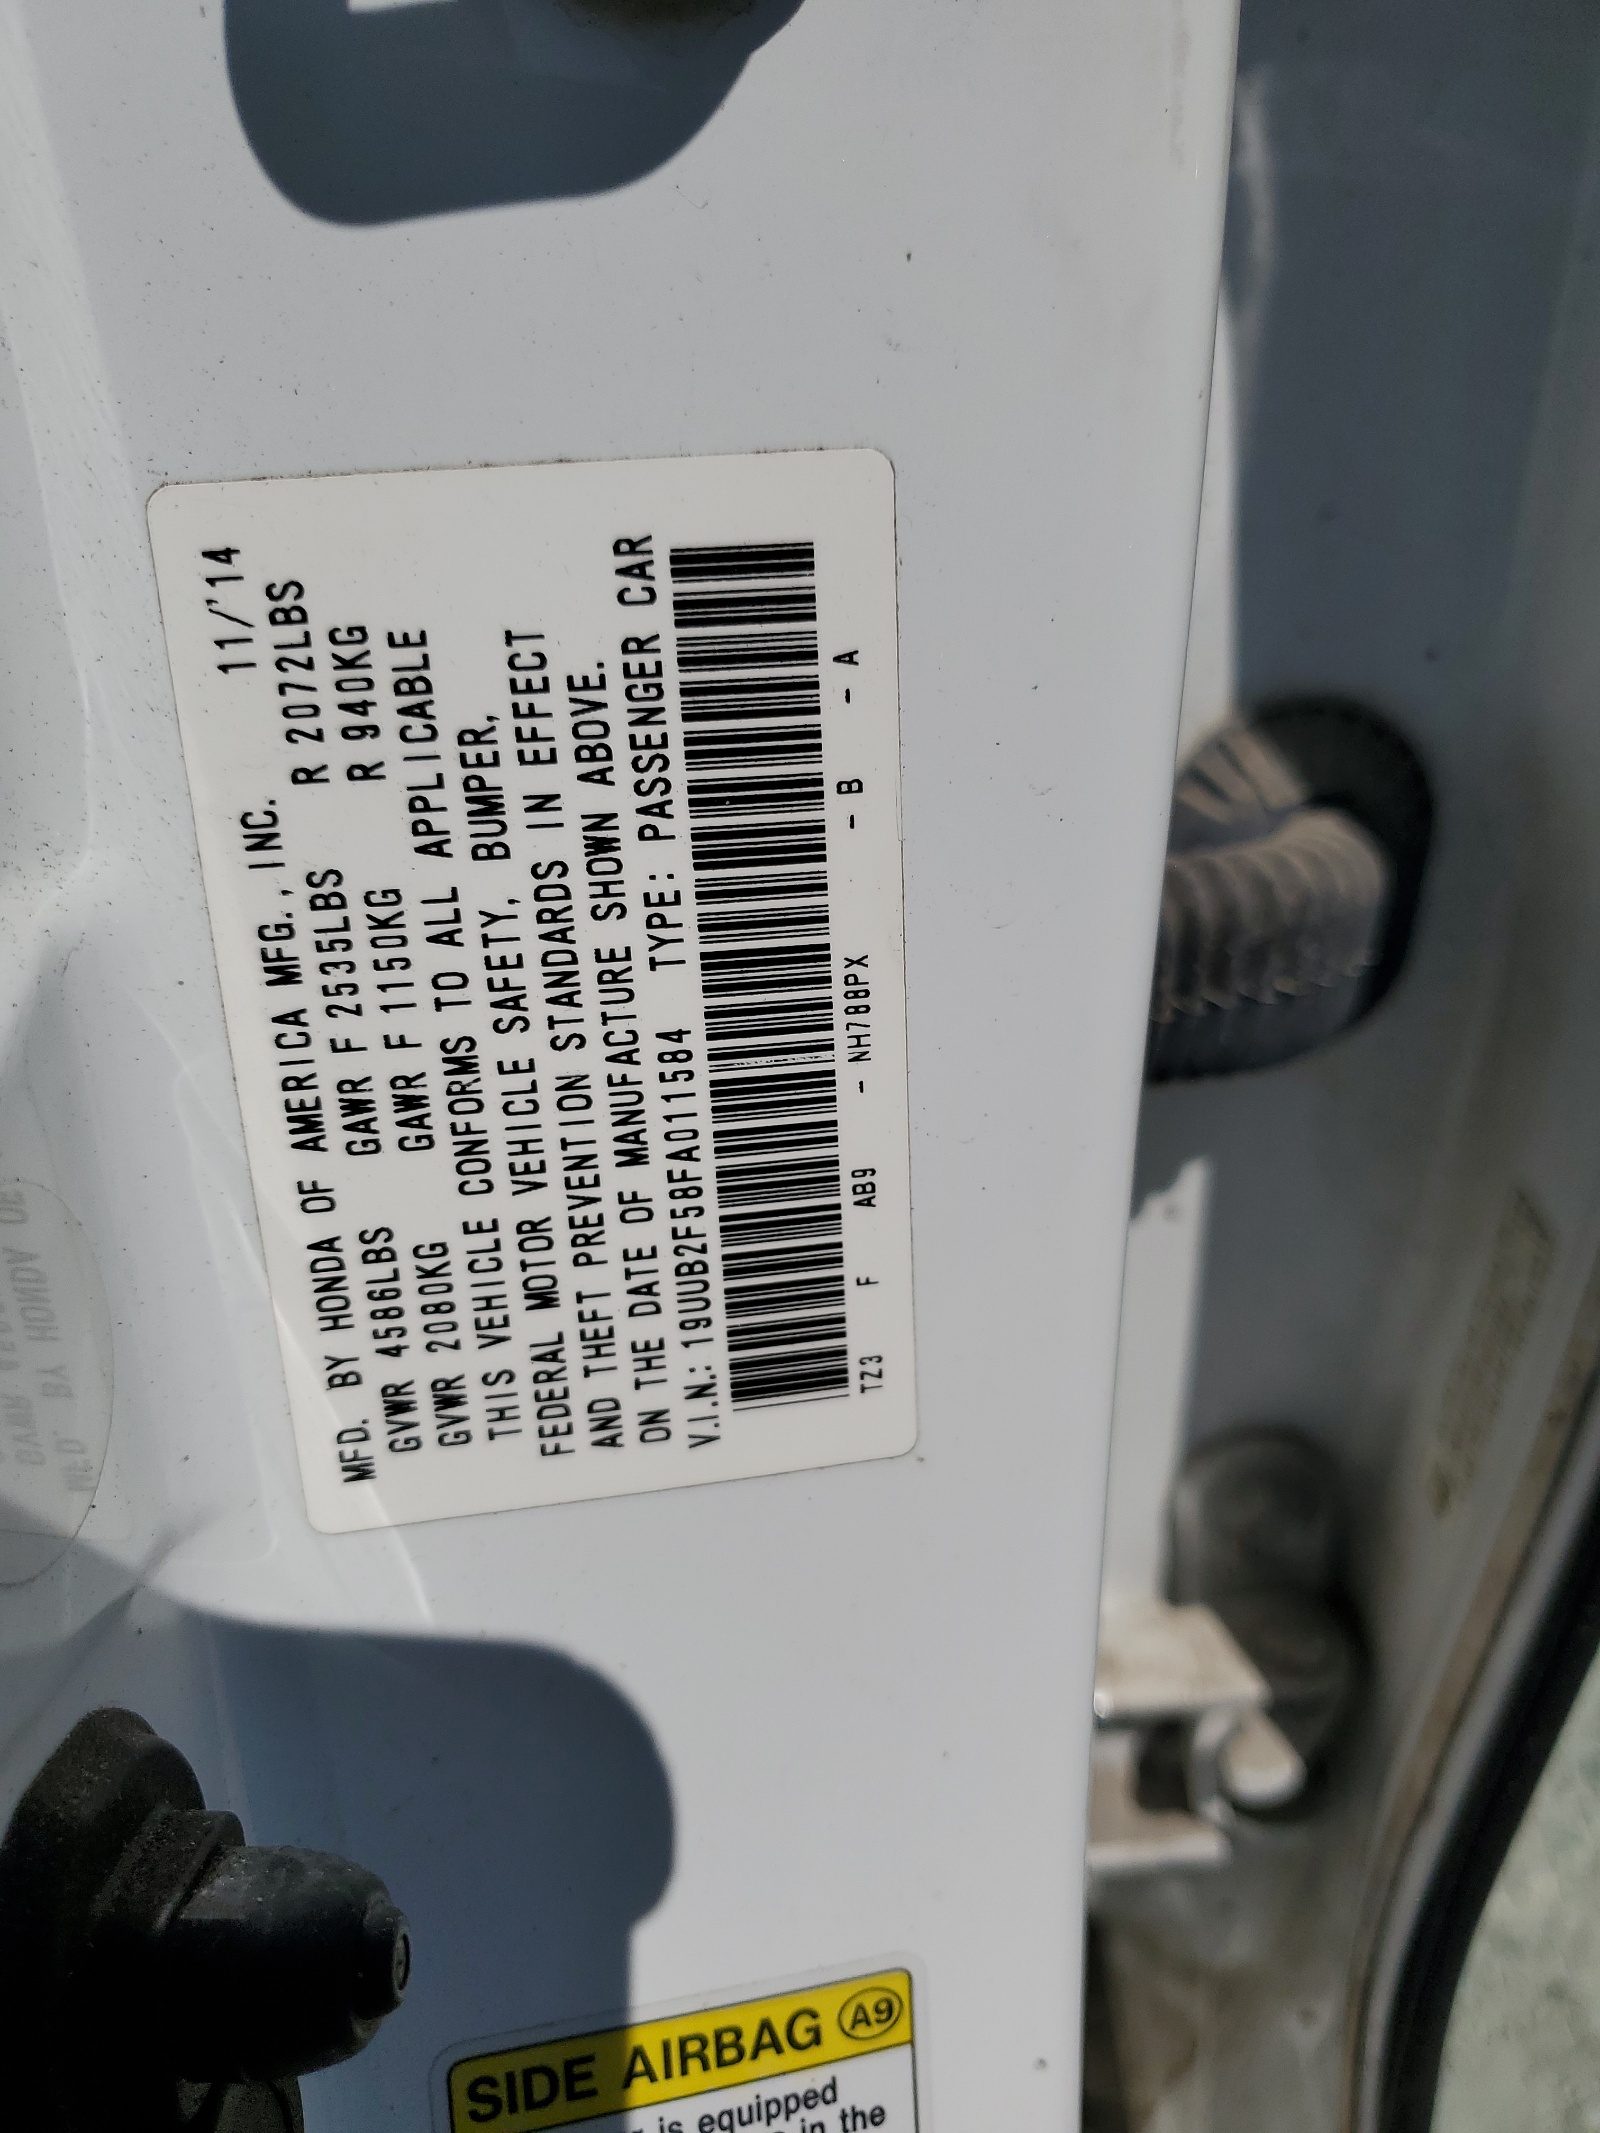 MFD. BY HONDA OF AMERICA MFG., INC. 11/'14
GVWR 4586LBS GAWR F 2535LBS R 2072LBS
GVWR 2080KG GAWR F 1150KG R 940KG
THIS VEHICLE CONFORMS TO ALL APPLICABLE
FEDERAL MOTOR VEHICLE SAFETY, BUMPER,
AND THEFT PREVENTION STANDARDS IN EFFECT
ON THE DATE OF MANUFACTURE SHOWN ABOVE.
V.I.N.: 19UUB2F58FA011584 TYPE: PASSENGER CAR
TZ3 F AB9 - NH788PX - B - A
SIDE AIRBAG A9
is equipped
in the